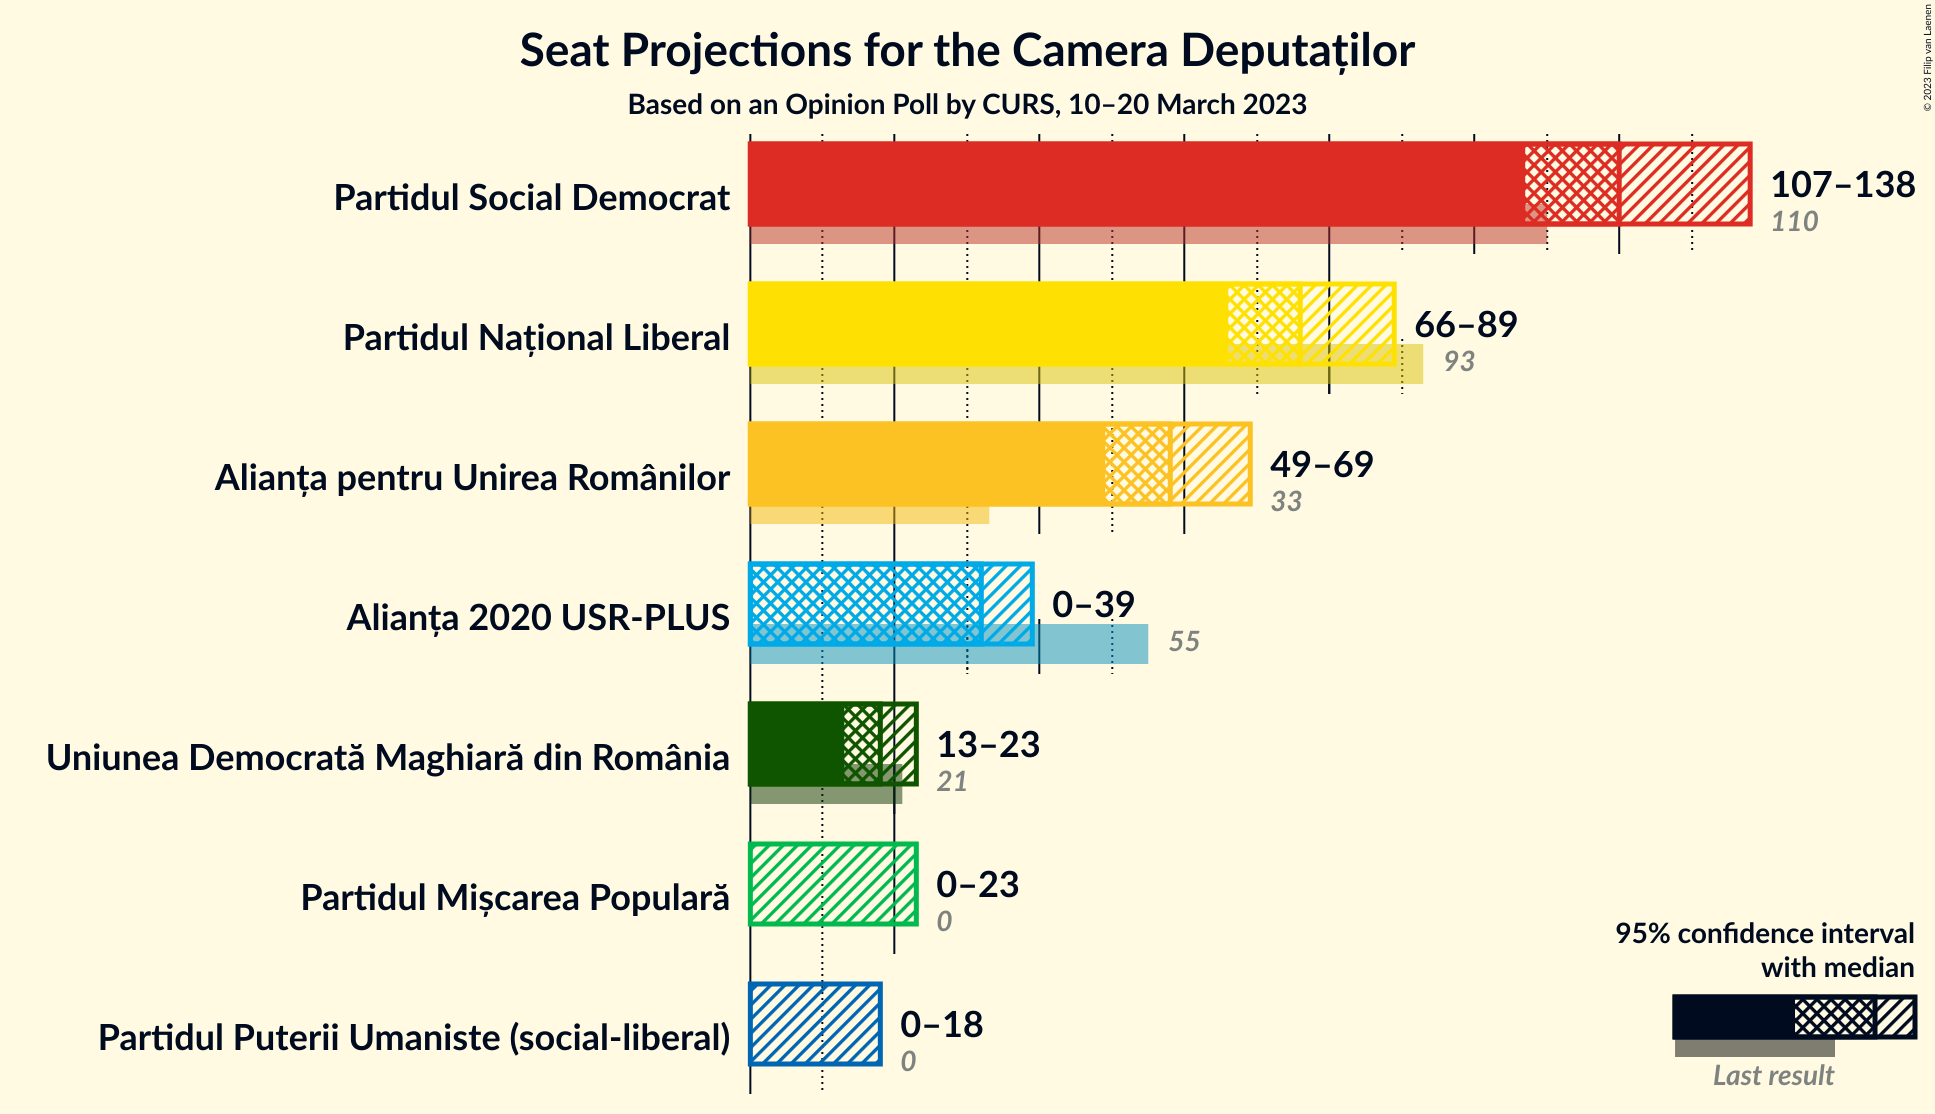 Seat Projections for the Camera Deputaților
Based on an Opinion Poll by CURS, 10–20 March 2023
© 2023 Filip van Laenen
Partidul Social Democrat
107–138
110
Partidul Național Liberal
66–89
93
Alianța pentru Unirea Românilor
49–69
33
Alianța 2020 USR-PLUS
0–39
55
Uniunea Democrată Maghiară din România
13–23
21
Partidul Mișcarea Populară
0–23
0
Partidul Puterii Umaniste (social-liberal)
0–18
0
95% confidence interval
with median
Last result